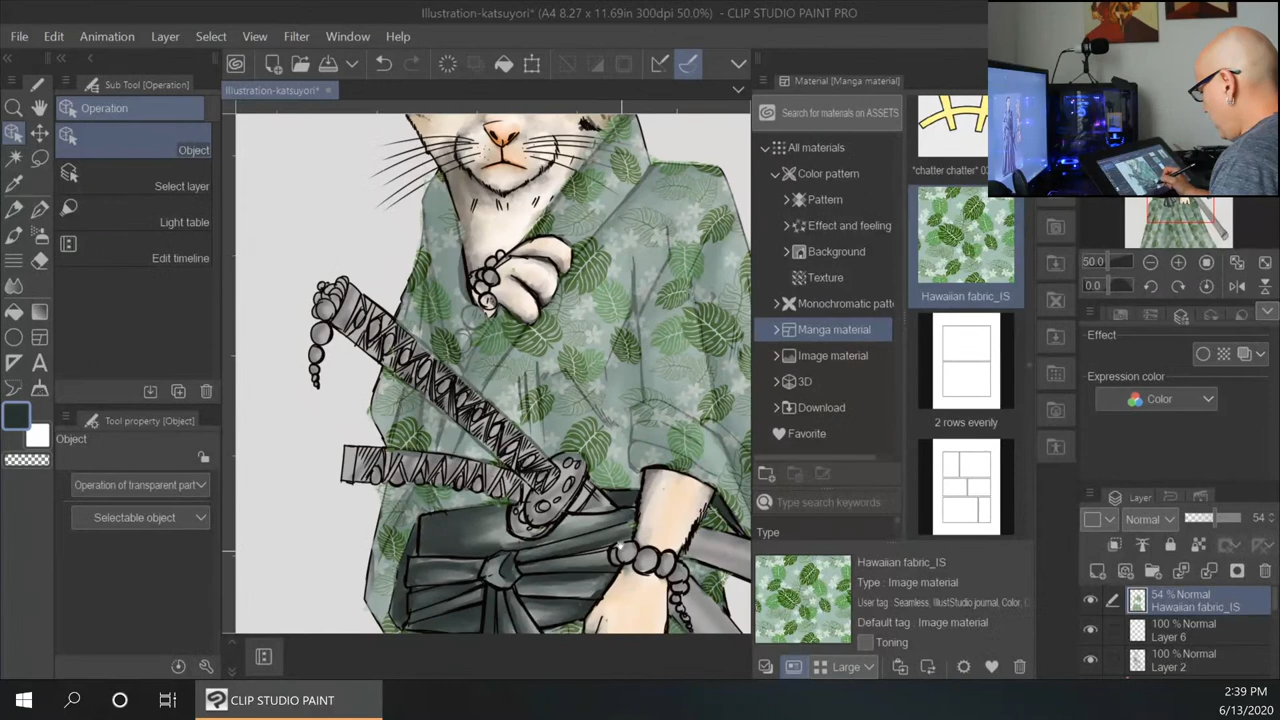 Illustration-katsuyori* (A4 8.27 x 11.69in 300dpi 50.0%) - CLIP STUDIO PAINT PRO
File Edit Animation Layer Select View Filter Window Help
Sub Tool [Operation]
Illustration-katsuyori*
Operation
Object
Select layer
Light table
Edit timeline
Tool property [Object]
Object
Operation of transparent part
Selectable object
Material [Manga material]
Search for materials on ASSETS
All materials
Color pattern
Pattern
Effect and feeling
Background
Texture
Monochromatic patt
Manga material
Image material
3D
Download
Favorite
Type search keywords
Type
"chatter chatter" 0
Hawaiian fabric_IS
2 rows evenly
Hawaiian fabric_IS
Type : Image material
User tag : Seamless, IllustStudio journal, Color,
Default tag : Image material
Toning
Large
50.0
0.0
Effect
Expression color
Color
Layer
Normal
54
54 % Normal
Hawaiian fabric_IS
100 % Normal
Layer 6
100 % Normal
Layer 2
CLIP STUDIO PAINT
2:39 PM
6/13/2020